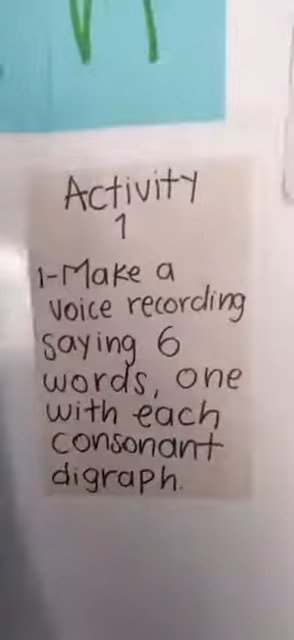 Activity
1
1-Make a
voice recording
saying 6
words, one
with each
consonant
digraph.